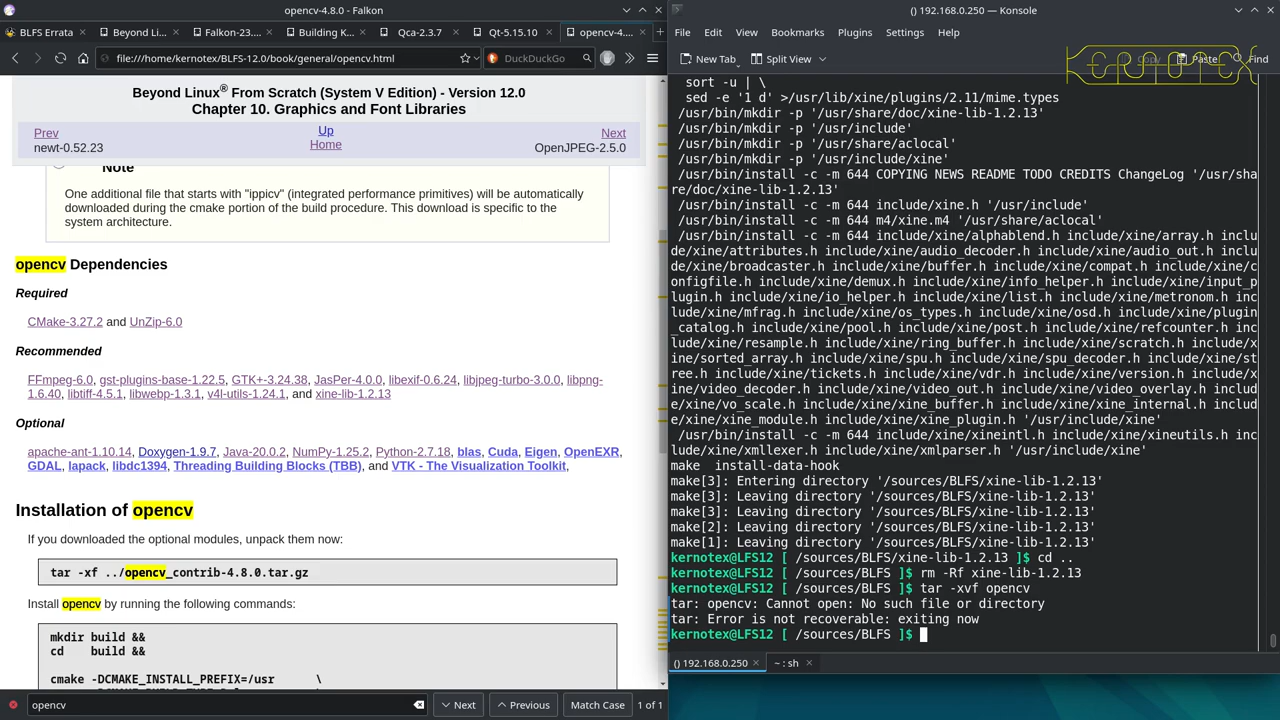 opencv-4.8.0 - Falkon
BLFS Errata
Beyond Li...
Falkon-23....
Building K...
Qca-2.3.7
Qt-5.15.10
opencv-4....
file:///home/kernotex/BLFS-12.0/book/general/opencv.html
DuckDuckGo
Beyond Linux® From Scratch (System V Edition) - Version 12.0
Chapter 10. Graphics and Font Libraries
Prev
Up
Next
newt-0.52.23
Home
OpenJPEG-2.5.0
Note
One additional file that starts with "ippicv" (integrated performance primitives) will be automatically
downloaded during the cmake portion of the build procedure. This download is specific to the
system architecture.
opencv Dependencies
Required
CMake-3.27.2 and UnZip-6.0
Recommended
FFmpeg-6.0, gst-plugins-base-1.22.5, GTK+-3.24.38, JasPer-4.0.0, libexif-0.6.24, libjpeg-turbo-3.0.0, libpng-
1.6.40, libtiff-4.5.1, libwebp-1.3.1, v4l-utils-1.24.1, and xine-lib-1.2.13
Optional
apache-ant-1.10.14, Doxygen-1.9.7, Java-20.0.2, NumPy-1.25.2, Python-2.7.18, blas, Cuda, Eigen, OpenEXR,
GDAL, lapack, libdc1394, Threading Building Blocks (TBB), and VTK - The Visualization Toolkit,
Installation of opencv
If you downloaded the optional modules, unpack them now:
tar -xf ../opencv_contrib-4.8.0.tar.gz
Install opencv by running the following commands:
mkdir build &&
cd    build &&
cmake -DCMAKE_INSTALL_PREFIX=/usr      \
opencv
Next
Previous
Match Case
1 of 1
() 192.168.0.250 — Konsole
File Edit View Bookmarks Plugins Settings Help
New Tab
Split View
Copy
Paste
Find
KERNOTEX
sort -u | \
sed -e '1 d' >/usr/lib/xine/plugins/2.11/mime.types
/usr/bin/mkdir -p '/usr/share/doc/xine-lib-1.2.13'
/usr/bin/mkdir -p '/usr/include'
/usr/bin/mkdir -p '/usr/share/aclocal'
/usr/bin/mkdir -p '/usr/include/xine'
/usr/bin/install -c -m 644 COPYING NEWS README TODO CREDITS ChangeLog '/usr/sha
re/doc/xine-lib-1.2.13'
/usr/bin/install -c -m 644 include/xine.h '/usr/include'
/usr/bin/install -c -m 644 m4/xine.m4 '/usr/share/aclocal'
/usr/bin/install -c -m 644 include/xine/alphablend.h include/xine/array.h inclu
de/xine/attributes.h include/xine/audio_decoder.h include/xine/audio_out.h includ
e/xine/broadcaster.h include/xine/buffer.h include/xine/compat.h include/xine/c
onfigfile.h include/xine/demux.h include/xine/info_helper.h include/xine/input_p
lugin.h include/xine/io_helper.h include/xine/list.h include/xine/metronom.h inc
lude/xine/mfrag.h include/xine/os_types.h include/xine/osd.h include/xine/plugin
_catalog.h include/xine/pool.h include/xine/post.h include/xine/refcounter.h inc
lude/xine/resample.h include/xine/ring_buffer.h include/xine/scratch.h include/x
ine/sorted_array.h include/xine/spu.h include/xine/spu_decoder.h include/xine/st
ree.h include/xine/tickets.h include/xine/vdr.h include/xine/version.h include/x
ine/video_decoder.h include/xine/video_out.h include/xine/video_overlay.h includ
e/xine/vo_scale.h include/xine/xine_buffer.h include/xine/xine_internal.h includ
e/xine/xine_module.h include/xine/xine_plugin.h '/usr/include/xine'
/usr/bin/install -c -m 644 include/xine/xineintl.h include/xine/xineutils.h inc
lude/xine/xmllexer.h include/xine/xmlparser.h '/usr/include/xine'
make  install-data-hook
make[3]: Entering directory '/sources/BLFS/xine-lib-1.2.13'
make[3]: Leaving directory '/sources/BLFS/xine-lib-1.2.13'
make[3]: Leaving directory '/sources/BLFS/xine-lib-1.2.13'
make[2]: Leaving directory '/sources/BLFS/xine-lib-1.2.13'
make[1]: Leaving directory '/sources/BLFS/xine-lib-1.2.13'
kernotex@LFS12 [ /sources/BLFS/xine-lib-1.2.13 ]$ cd ..
kernotex@LFS12 [ /sources/BLFS ]$ rm -Rf xine-lib-1.2.13
kernotex@LFS12 [ /sources/BLFS ]$ tar -xvf opencv
tar: opencv: Cannot open: No such file or directory
tar: Error is not recoverable: exiting now
kernotex@LFS12 [ /sources/BLFS ]$
() 192.168.0.250
~ : sh